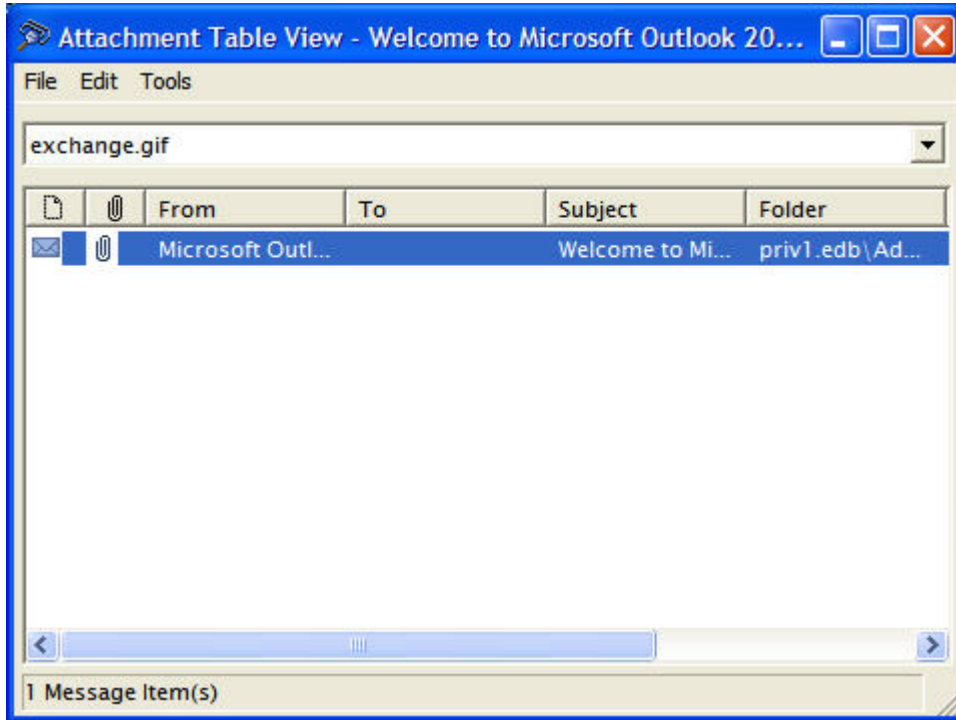 Attachment Table View - Welcome to Microsoft Outlook 20...
File Edit Tools
exchange.gif
From To Subject Folder
Microsoft Outl... Welcome to Mi... priv1.edb\Ad...
1 Message Item(s)